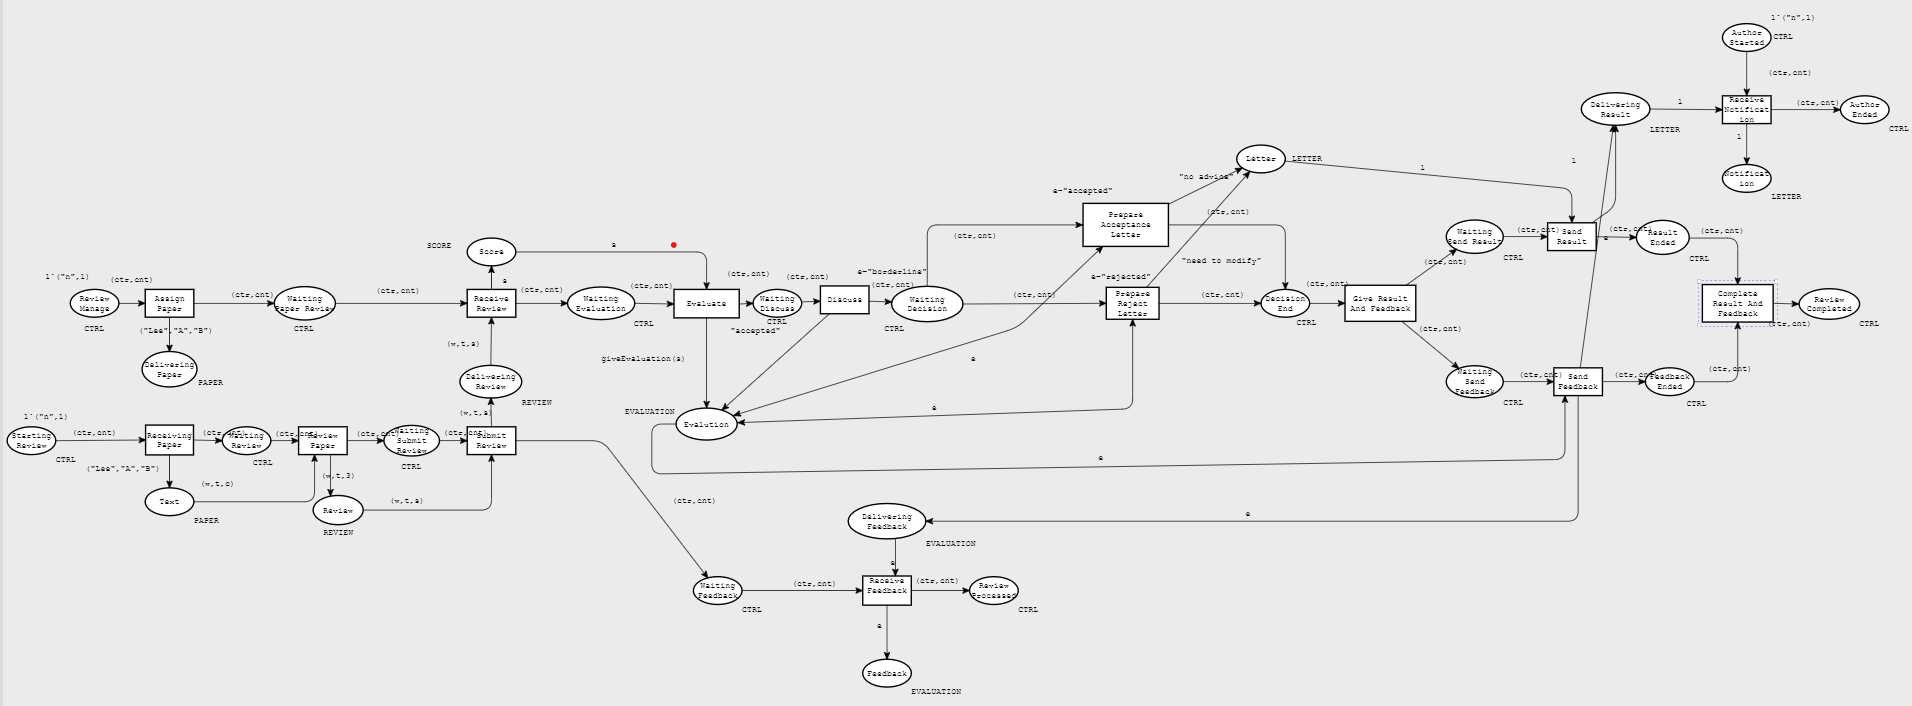 1`("n",1)
Author
Started
CTRL
(ctr,cnt)
Delivering
Result
LETTER
1
Receive
Notificat
ion
(ctr,cnt)
Author
Ended
CTRL
1
Notificat
ion
LETTER
Letter
LETTER
1
1
"no advice"
e="accepted"
Prepare
Acceptance
Letter
(ctr,cnt)
(ctr,cnt)
"need to modify"
SCORE
Score
s
s
1`("n",1)
Review
Manage
CTRL
(ctr,cnt)
Assign
Paper
(ctr,cnt)
Waiting
Paper Review
CTRL
(ctr,cnt)
Receive
Review
(ctr,cnt)
Waiting
Evaluation
CTRL
(ctr,cnt)
Evaluate
(ctr,cnt)
Waiting
Discuss
CTRL
(ctr,cnt)
Discuss
"accepted"
e="borderline"
(ctr,cnt)
Waiting
Decision
CTRL
(ctr,cnt)
e="rejected"
Prepare
Reject
Letter
(ctr,cnt)
Decision
End
CTRL
(ctr,cnt)
Give Result
And Feedback
(ctr,cnt)
Waiting
Send Result
CTRL
(ctr,cnt)
Send
Result
(ctr,cnt)
e
Result
Ended
CTRL
(ctr,cnt)
Complete
Result And
Feedback
(ctr,cnt)
Review
Completed
CTRL
(ctr,cnt)
Waiting
Send
Feedback
CTRL
(ctr,cnt)
Send
Feedback
(ctr,cnt)
Feedback
Ended
CTRL
(ctr,cnt)
("Lee","A","B")
Delivering
Paper
PAPER
(w,t,s)
Delivering
Review
REVIEW
(w,t,s)
giveEvaluation(s)
EVALUATION
Evalution
e
e
e
1`("n",1)
Starting
Review
CTRL
(ctr,cnt)
Receiving
Paper
(ctr,cnt)
Waiting
Review
CTRL
(ctr,cnt)
Review
Paper
(ctr,cnt)
Waiting
Submit
Review
CTRL
(ctr,cnt)
Submit
Review
("Lee","A","B")
(w,t,c)
(w,t,3)
Text
PAPER
Review
REVIEW
(w,t,s)
(ctr,cnt)
Delivering
Feedback
EVALUATION
e
e
Waiting
Feedback
CTRL
(ctr,cnt)
Receive
Feedback
(ctr,cnt)
Review
Processed
CTRL
e
Feedback
EVALUATION